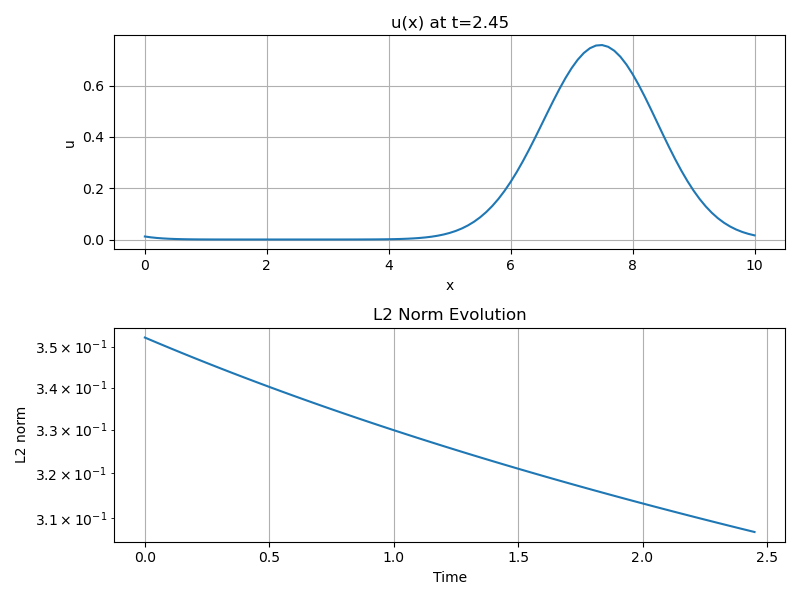 u(x) at t=2.45
u
0.6
0.4
0.2
0.0
0 2 4 6 8 10
x
L2 Norm Evolution
L2 norm
3.5 × 10⁻¹
3.4 × 10⁻¹
3.3 × 10⁻¹
3.2 × 10⁻¹
3.1 × 10⁻¹
0.0 0.5 1.0 1.5 2.0 2.5
Time